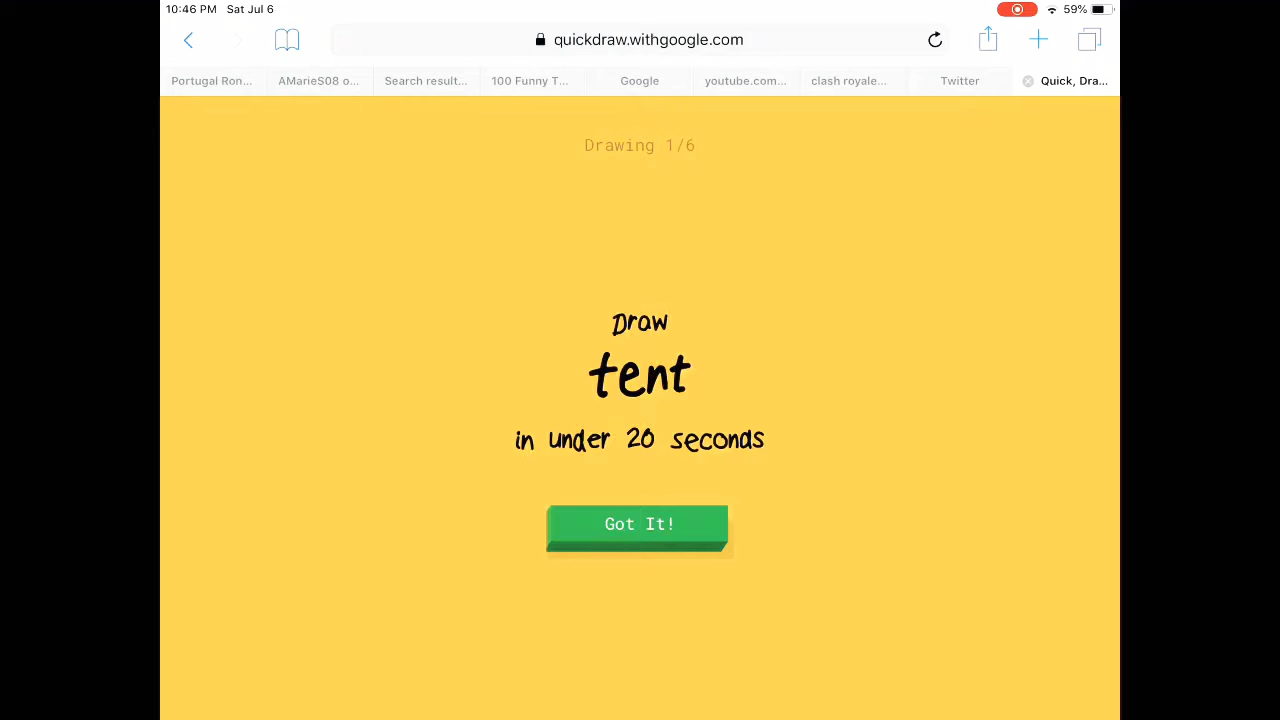 10:46 PM Sat Jul 6 59%
quickdraw.withgoogle.com
Portugal Ron... AMarieS08 o... Search result... 100 Funny T... Google youtube.com... clash royale... Twitter Quick, Dra...
Drawing 1/6
Draw
tent
in under 20 seconds
Got It!